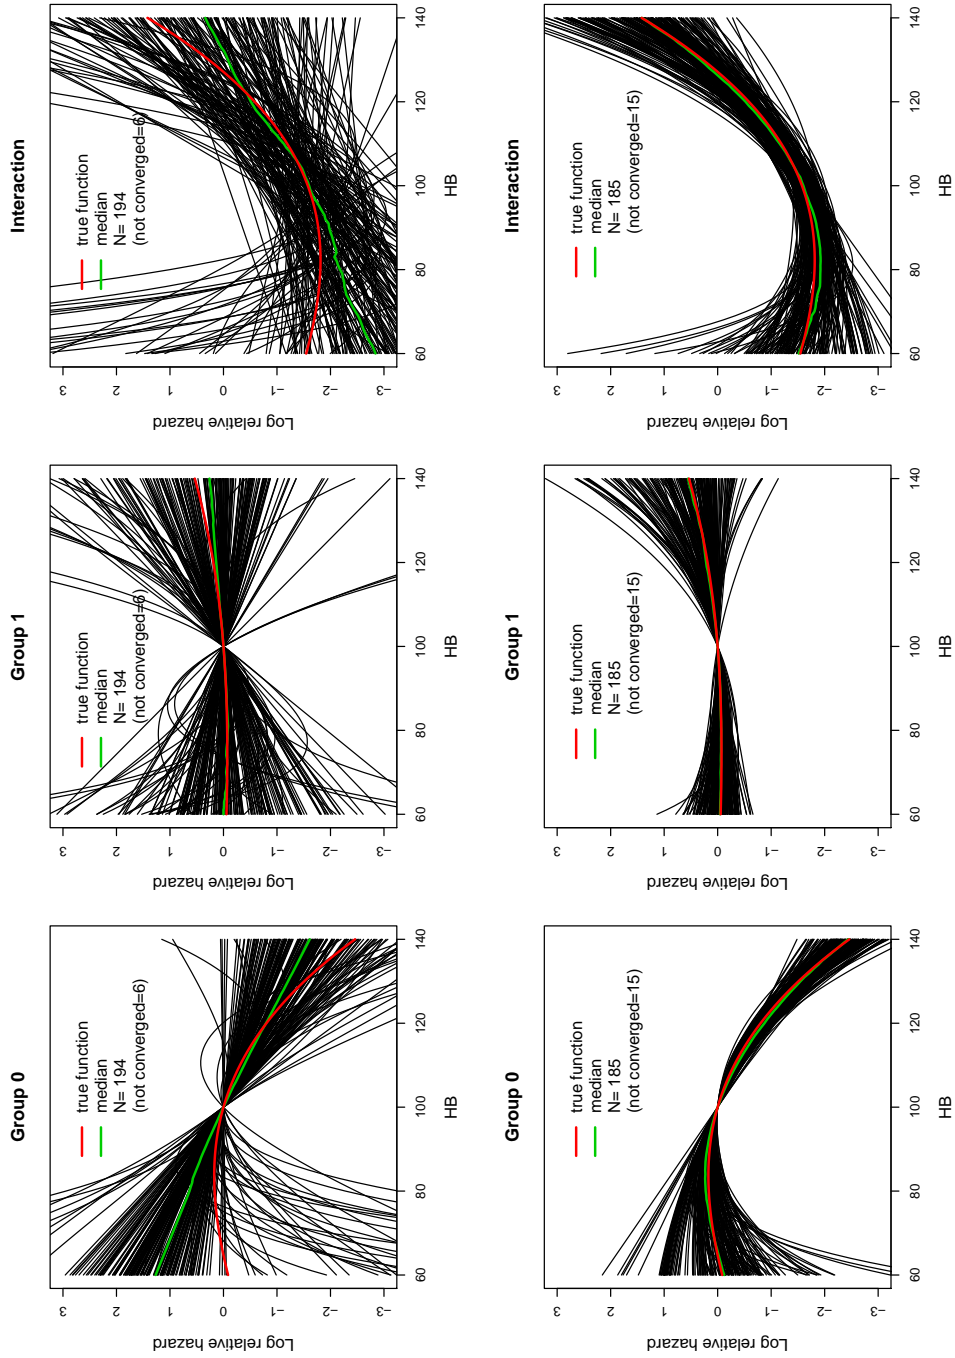 Interaction
true function
median
N= 194
(not converged=6)
3 2 1 0 −1 −2 −3
Log relative hazard
60 80 100 120 140
HB
Interaction
true function
median
N= 185
(not converged=15)
3 2 1 0 −1 −2 −3
Log relative hazard
60 80 100 120 140
HB
Group 1
true function
median
N= 194
(not converged=6)
3 2 1 0 −1 −2 −3
Log relative hazard
60 80 100 120 140
HB
Group 1
true function
median
N= 185
(not converged=15)
3 2 1 0 −1 −2 −3
Log relative hazard
60 80 100 120 140
HB
Group 0
true function
median
N= 194
(not converged=6)
3 2 1 0 −1 −2 −3
Log relative hazard
60 80 100 120 140
HB
Group 0
true function
median
N= 185
(not converged=15)
3 2 1 0 −1 −2 −3
Log relative hazard
60 80 100 120 140
HB